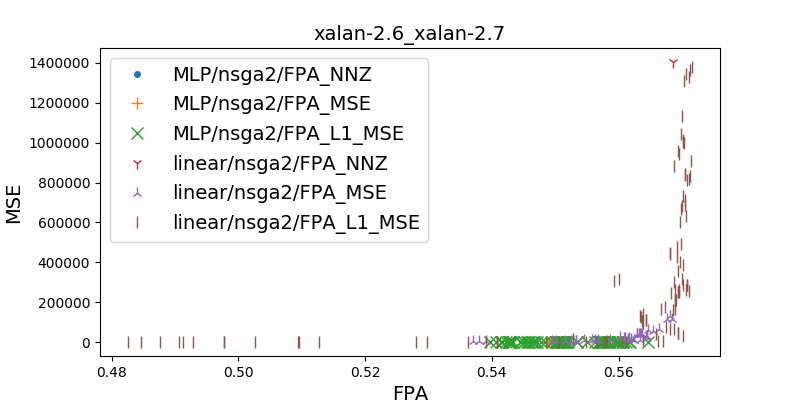 xalan-2.6_xalan-2.7
1400000
1200000
1000000
800000
600000
400000
200000
0
MSE
MLP/nsga2/FPA_NNZ
MLP/nsga2/FPA_MSE
MLP/nsga2/FPA_L1_MSE
linear/nsga2/FPA_NNZ
linear/nsga2/FPA_MSE
linear/nsga2/FPA_L1_MSE
0.48 0.50 0.52 0.54 0.56
FPA